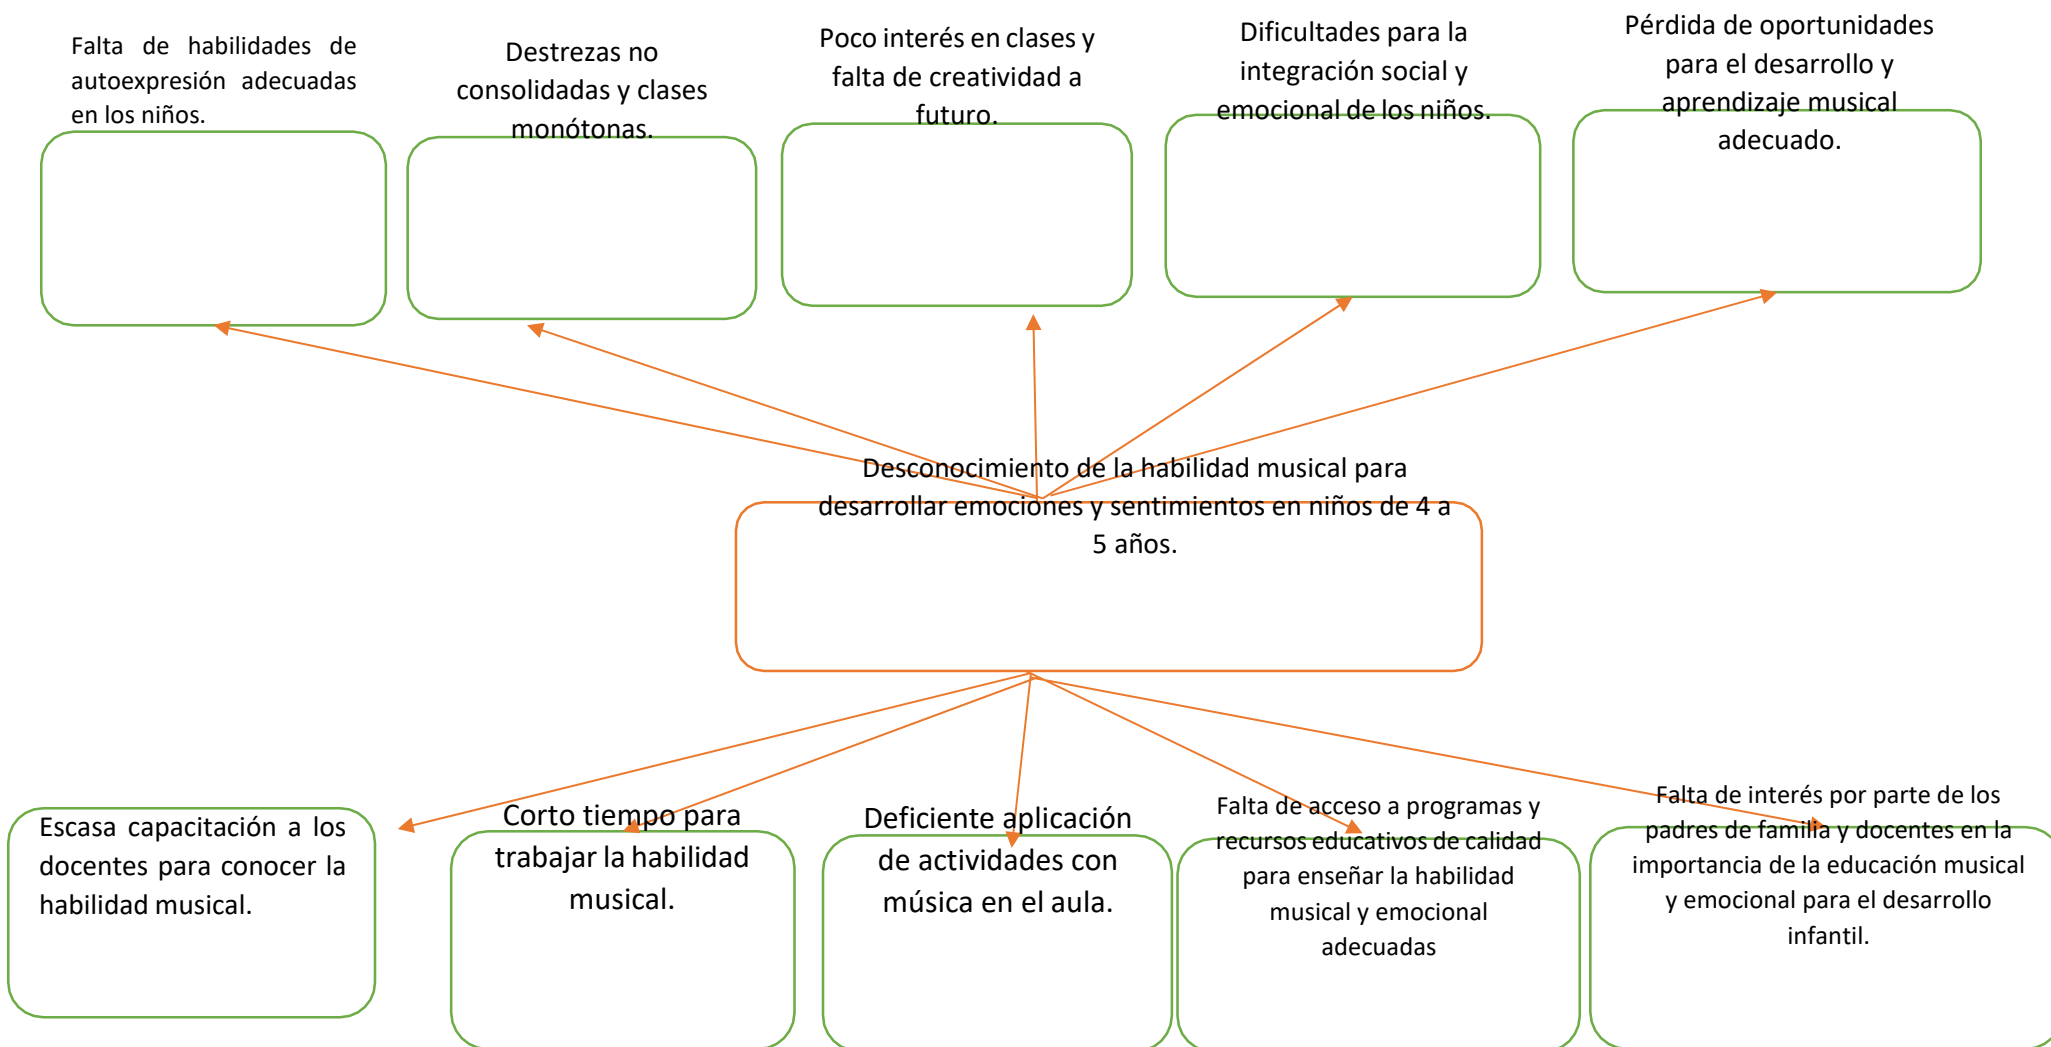 Falta de habilidades de
autoexpresión adecuadas
en los niños.
Destrezas no
consolidadas y clases
monótonas.
Poco interés en clases y
falta de creatividad a
futuro.
Dificultades para la
integración social y
emocional de los niños.
Pérdida de oportunidades
para el desarrollo y
aprendizaje musical
adecuado.
Desconocimiento de la habilidad musical para
desarrollar emociones y sentimientos en niños de 4 a
5 años.
Escasa capacitación a los
docentes para conocer la
habilidad musical.
Corto tiempo para
trabajar la habilidad
musical.
Deficiente aplicación
de actividades con
música en el aula.
Falta de acceso a programas y
recursos educativos de calidad
para enseñar la habilidad
musical y emocional
adecuadas
Falta de interés por parte de los
padres de familia y docentes en la
importancia de la educación musical
y emocional para el desarrollo
infantil.